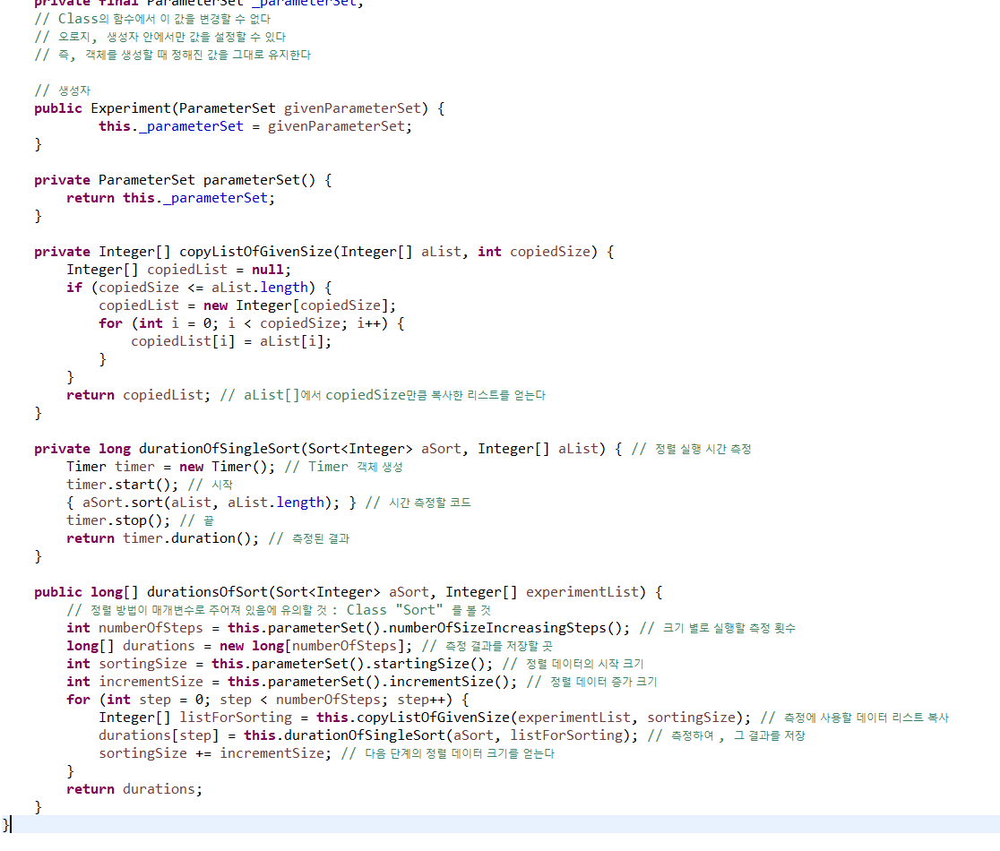 private final ParameterSet _parameterSet;
// Class의 함수에서 이 값을 변경할 수 없다
// 오로지, 생성자 안에서만 값을 설정할 수 있다
// 즉, 객체를 생성할 때 정해진 값을 그대로 유지한다
// 생성자
public Experiment(ParameterSet givenParameterSet) {
this._parameterSet = givenParameterSet;
}
private ParameterSet parameterSet() {
return this._parameterSet;
}
private Integer[] copyListOfGivenSize(Integer[] aList, int copiedSize) {
Integer[] copiedList = null;
if (copiedSize <= aList.length) {
copiedList = new Integer[copiedSize];
for (int i = 0; i < copiedSize; i++) {
copiedList[i] = aList[i];
}
}
return copiedList; // aList[]에서 copiedSize만큼 복사한 리스트를 얻는다
}
private long durationOfSingleSort(Sort<Integer> aSort, Integer[] aList) { // 정렬 실행 시간 측정
Timer timer = new Timer(); // Timer 객체 생성
timer.start(); // 시작
{ aSort.sort(aList, aList.length); } // 시간 측정할 코드
timer.stop(); // 끝
return timer.duration(); // 측정된 결과
}
public long[] durationsOfSort(Sort<Integer> aSort, Integer[] experimentList) {
// 정렬 방법이 매개변수로 주어져 있음에 유의할 것 : Class "Sort" 를 볼 것
int numberOfSteps = this.parameterSet().numberOfSizeIncreasingSteps(); // 크기 별로 실행할 측정 횟수
long[] durations = new long[numberOfSteps]; // 측정 결과를 저장할 곳
int sortingSize = this.parameterSet().startingSize(); // 정렬 데이터의 시작 크기
int incrementSize = this.parameterSet().incrementSize(); // 정렬 데이터 증가 크기
for (int step = 0; step < numberOfSteps; step++) {
Integer[] listForSorting = this.copyListOfGivenSize(experimentList, sortingSize); // 측정에 사용할 데이터 리스트 복사
durations[step] = this.durationOfSingleSort(aSort, listForSorting); // 측정하여 , 그 결과를 저장
sortingSize += incrementSize; // 다음 단계의 정렬 데이터 크기를 얻는다
}
return durations;
}
}